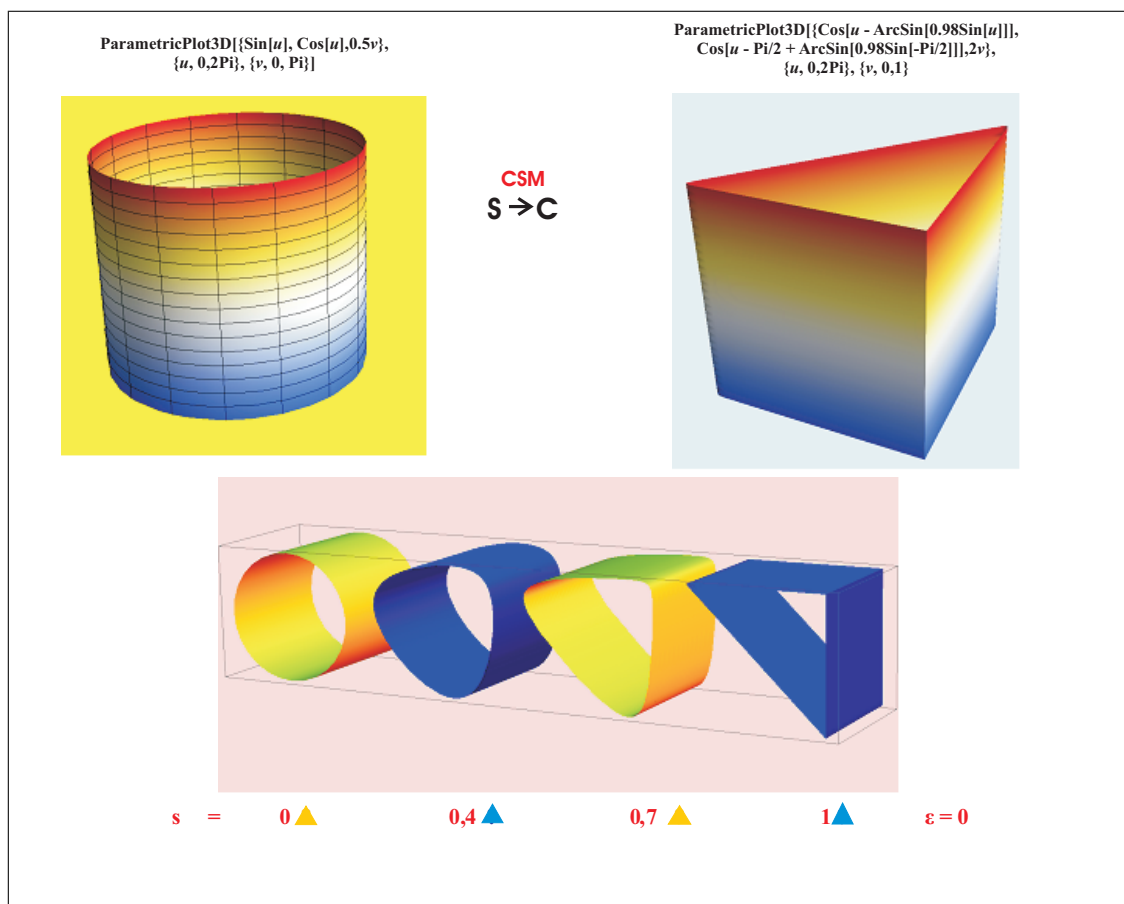 ParametricPlot3D[{Sin[u], Cos[u],0.5v},
{u, 0,2Pi}, {v, 0, Pi}]
ParametricPlot3D[{Cos[u - ArcSin[0.98Sin[u]]],
Cos[u - Pi/2 + ArcSin[0.98Sin[-Pi/2]]],2v},
{u, 0,2Pi}, {v, 0,1}
CSM
S → C
s = 0 0,4 0,7 1 ε = 0